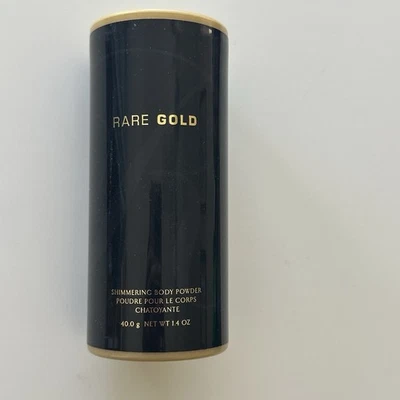 RARE GOLD
SHIMMERING BODY POWDER
POUDRE POUR LE CORPS
CHATOYANTE
40.0 g NET WT 1.4 OZ